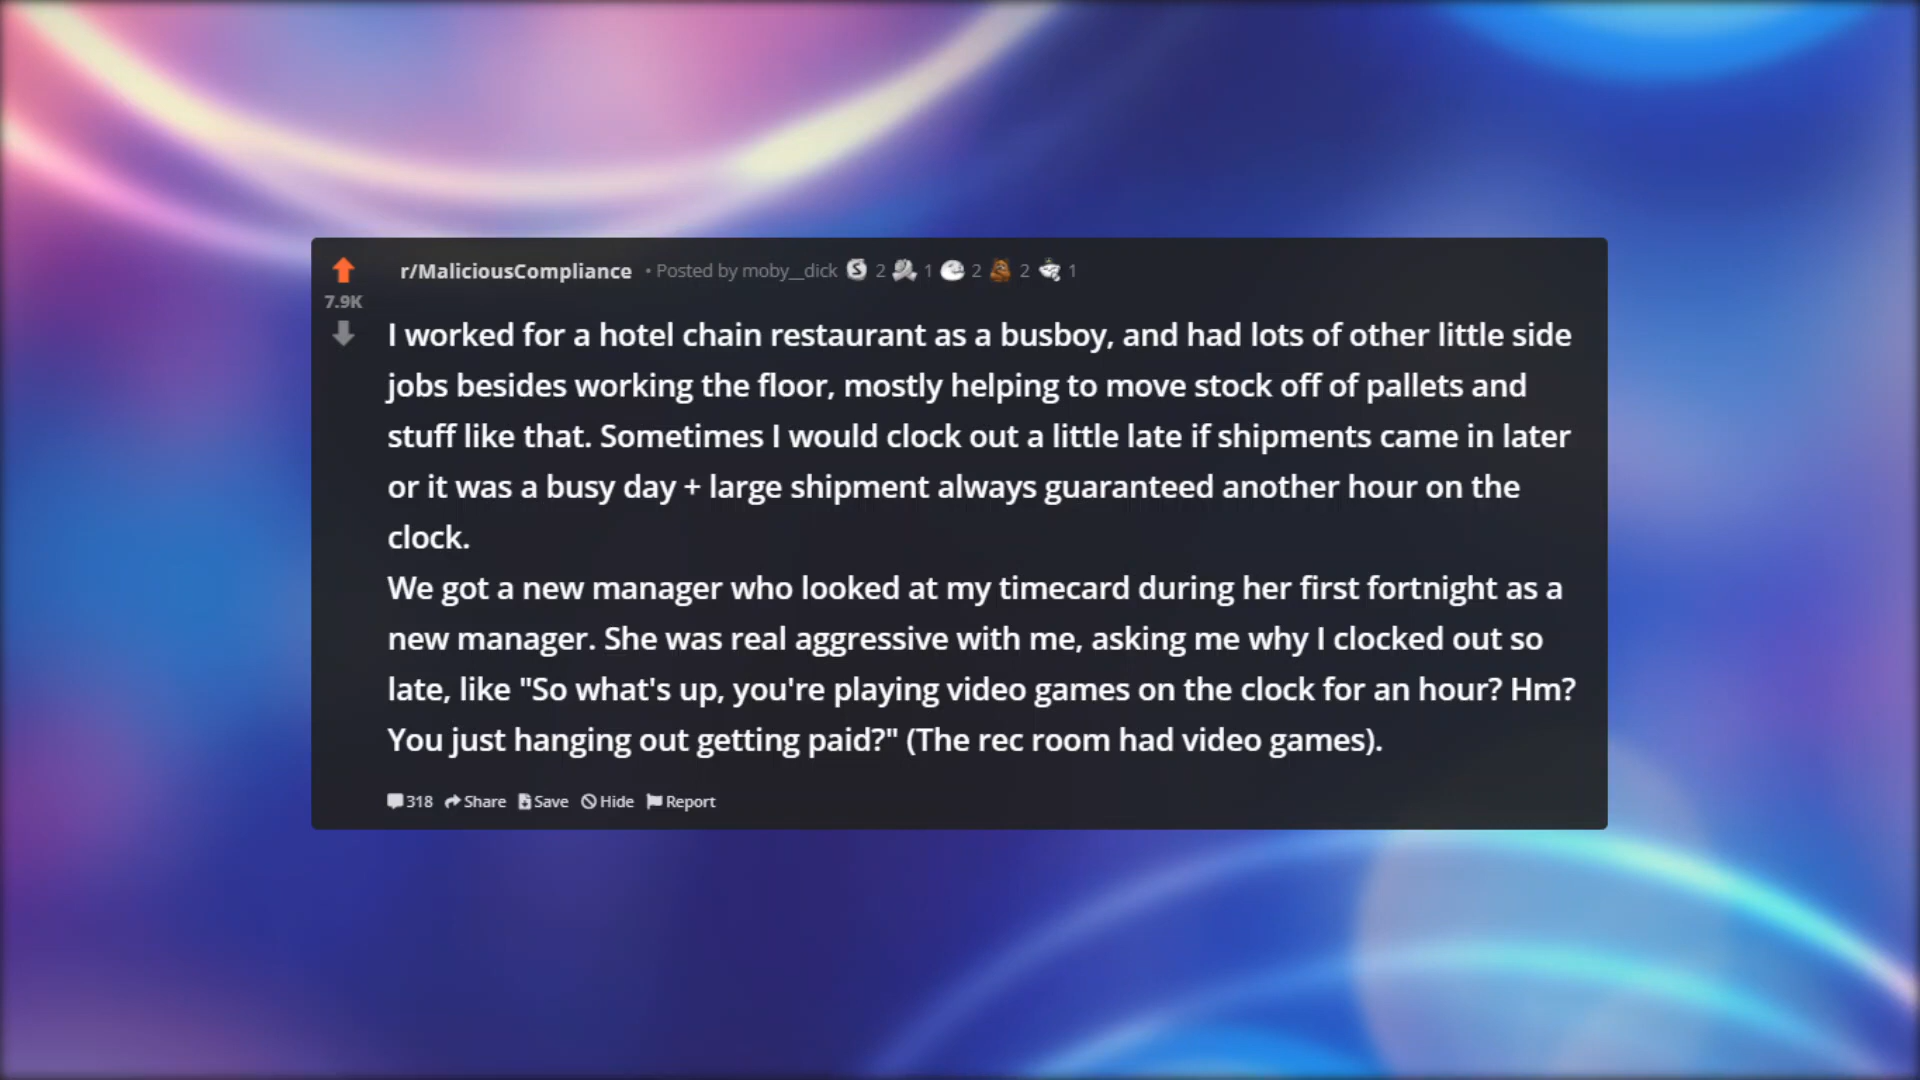 r/MaliciousCompliance • Posted by moby__dick 2 1 2 2 1
7.9K
I worked for a hotel chain restaurant as a busboy, and had lots of other little side
jobs besides working the floor, mostly helping to move stock off of pallets and
stuff like that. Sometimes I would clock out a little late if shipments came in later
or it was a busy day + large shipment always guaranteed another hour on the
clock.
We got a new manager who looked at my timecard during her first fortnight as a
new manager. She was real aggressive with me, asking me why I clocked out so
late, like "So what's up, you're playing video games on the clock for an hour? Hm?
You just hanging out getting paid?" (The rec room had video games).
318 Share Save Hide Report